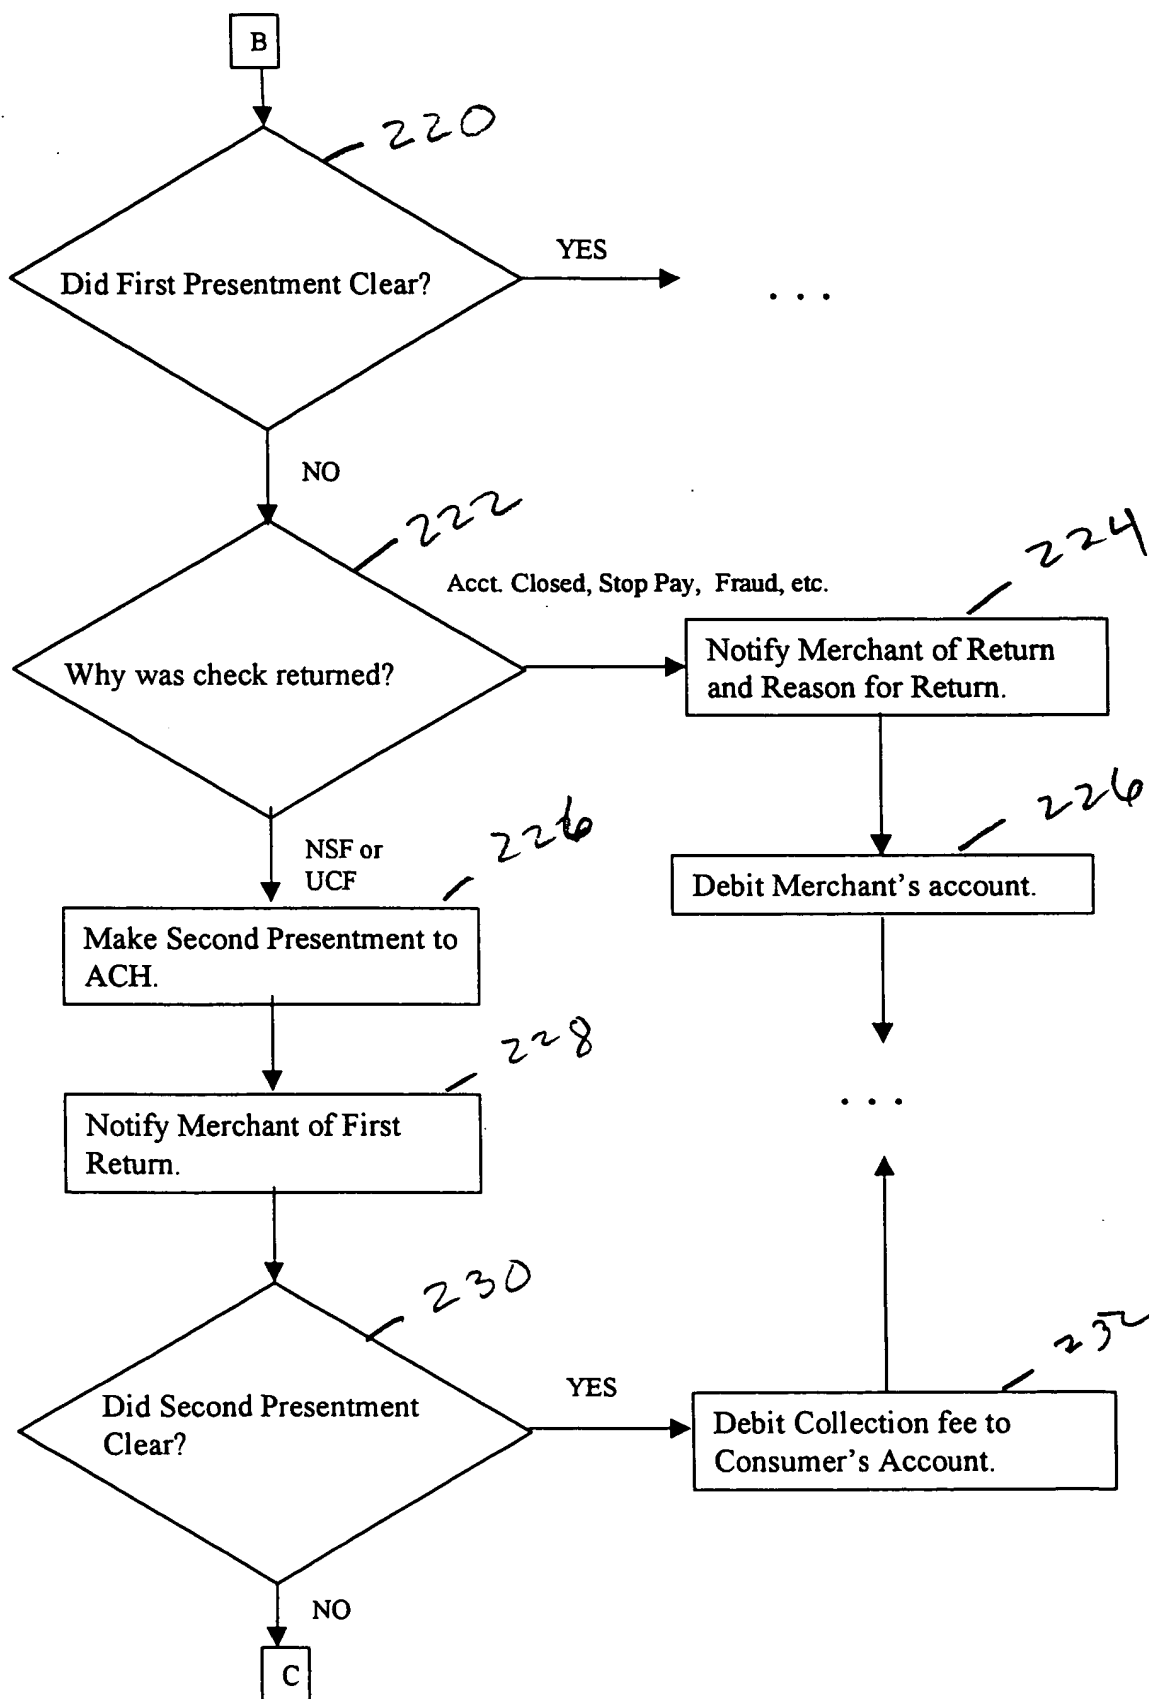 B
220
YES
Did First Presentment Clear?
. . .
NO
222
224
Acct. Closed, Stop Pay, Fraud, etc.
Why was check returned?
Notify Merchant of Return
and Reason for Return.
226
NSF or
UCF
226
Debit Merchant's account.
Make Second Presentment to
ACH.
228
. . .
Notify Merchant of First
Return.
230
232
YES
Did Second Presentment
Clear?
Debit Collection fee to
Consumer's Account.
NO
C